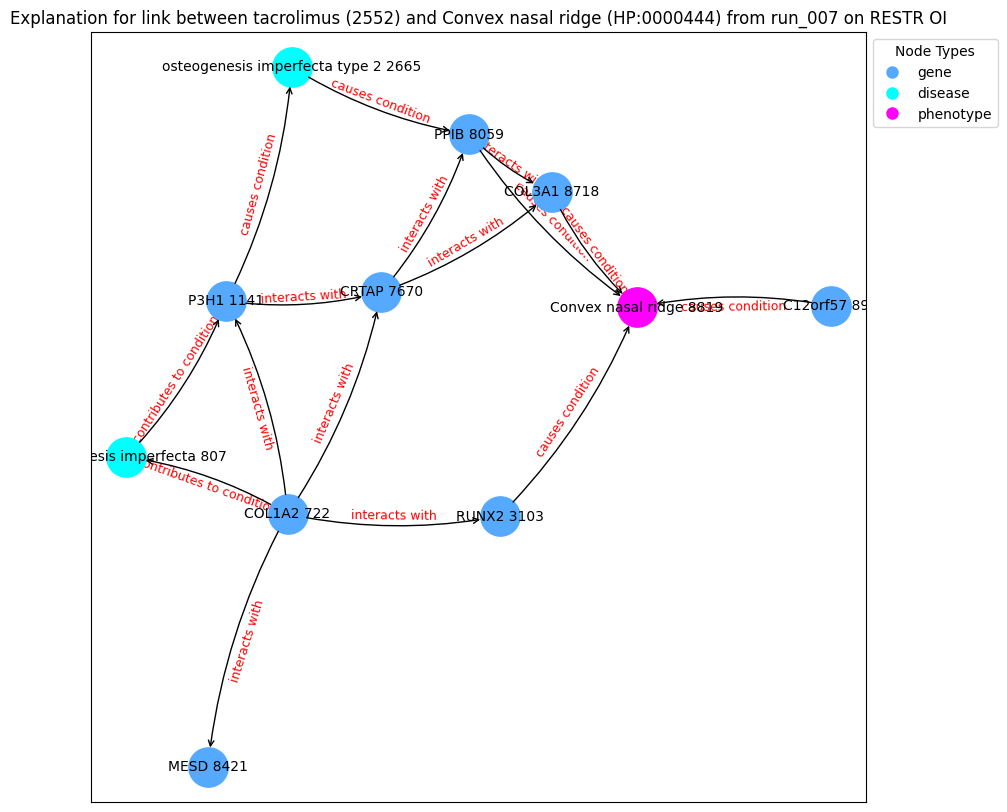 Explanation for link between tacrolimus (2552) and Convex nasal ridge (HP:0000444) from run_007 on RESTR OI
Node Types
gene
disease
phenotype
osteogenesis imperfecta type 2 2665
causes condition
PPIB 8059
interacts with
COL3A1 8718
causes condition
causes condition
causes condition
interacts with
interacts with
P3H1 1141
interacts with
CRTAP 7670
Convex nasal ridge 8819
causes condition
C12orf57 89
contributes to condition
interacts with
interacts with
causes condition
esis imperfecta 807
contributes to condition
COL1A2 722
interacts with
RUNX2 3103
interacts with
MESD 8421